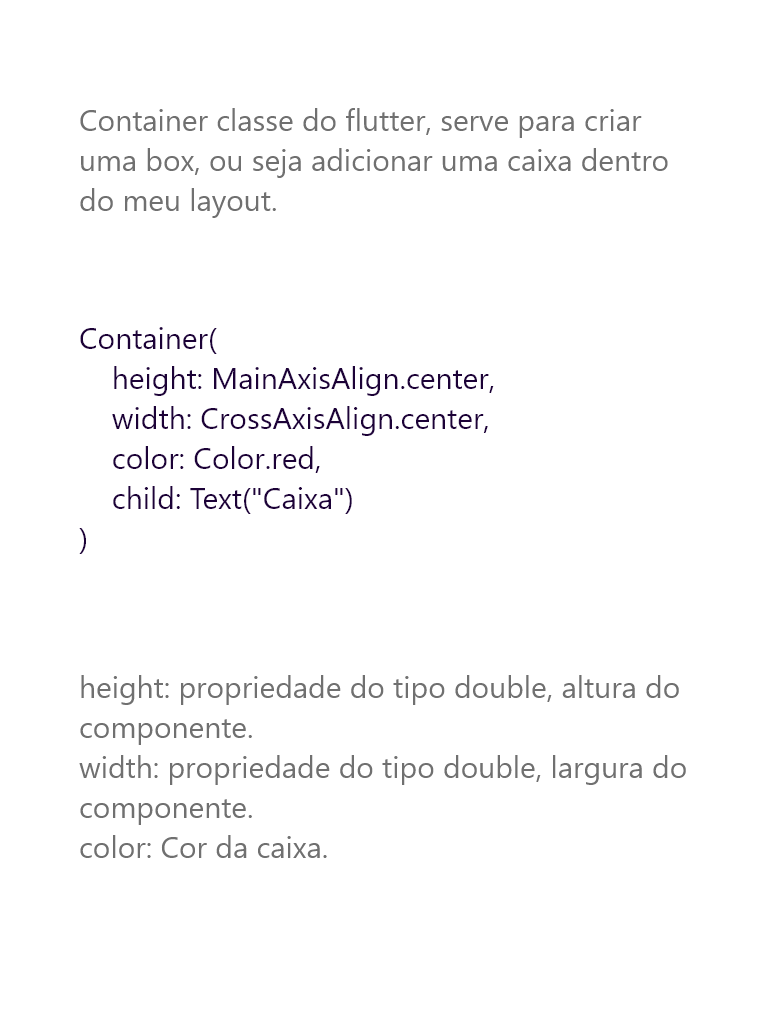 Container classe do flutter, serve para criar
uma box, ou seja adicionar uma caixa dentro
do meu layout.
Container(
height: MainAxisAlign.center,
width: CrossAxisAlign.center,
color: Color.red,
child: Text("Caixa")
)
height: propriedade do tipo double, altura do
componente.
width: propriedade do tipo double, largura do
componente.
color: Cor da caixa.